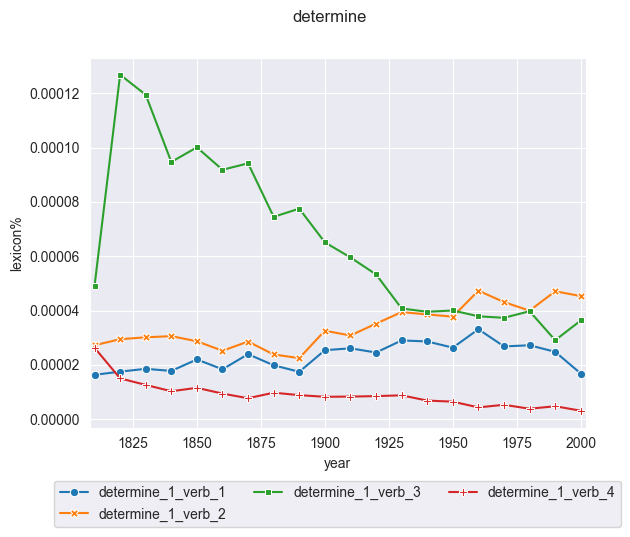 determine
0.00012
0.00010
0.00008
0.00006
0.00004
0.00002
0.00000
lexicon%
1825 1850 1875 1900 1925 1950 1975 2000
year
determine_1_verb_1 determine_1_verb_3 determine_1_verb_4
determine_1_verb_2